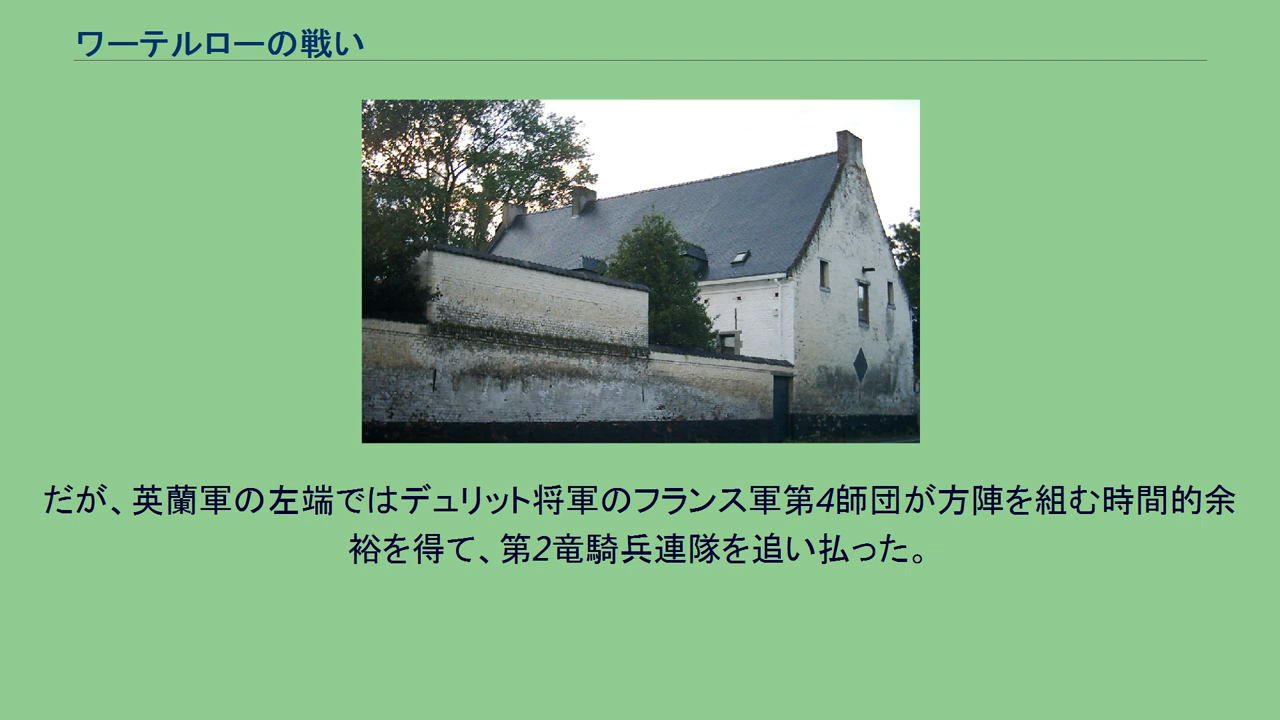 ワーテルローの戦い
だが、英蘭軍の左端ではデュリット将軍のフランス軍第4師団が方陣を組む時間的余
裕を得て、第2竜騎兵連隊を追い払った。